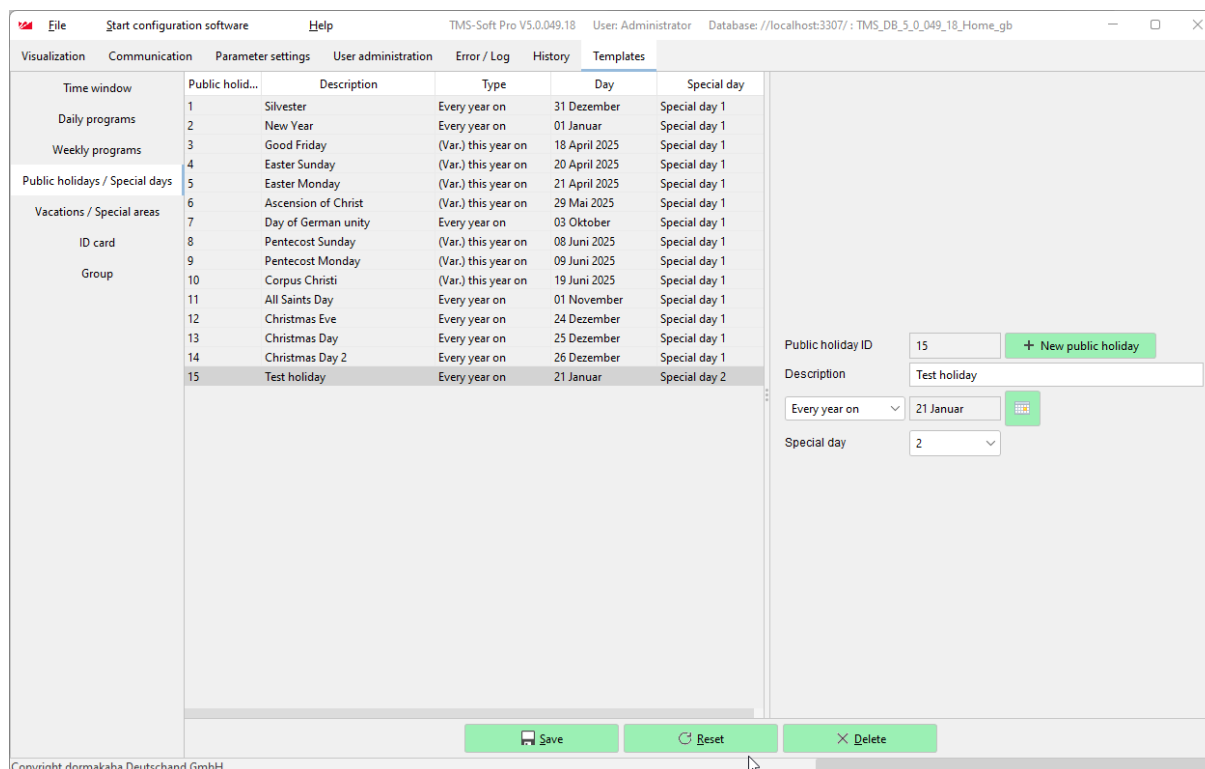 File Start configuration software Help TMS-Soft Pro V5.0.049.18 User: Administrator Database: //localhost:3307/ : TMS_DB_5_0_049_18_Home_gb
Visualization Communication Parameter settings User administration Error / Log History Templates
Time window
Daily programs
Weekly programs
Public holidays / Special days
Vacations / Special areas
ID card
Group
Public holid... Description Type Day Special day
1 Silvester Every year on 31 Dezember Special day 1
2 New Year Every year on 01 Januar Special day 1
3 Good Friday (Var.) this year on 18 April 2025 Special day 1
4 Easter Sunday (Var.) this year on 20 April 2025 Special day 1
5 Easter Monday (Var.) this year on 21 April 2025 Special day 1
6 Ascension of Christ (Var.) this year on 29 Mai 2025 Special day 1
7 Day of German unity Every year on 03 Oktober Special day 1
8 Pentecost Sunday (Var.) this year on 08 Juni 2025 Special day 1
9 Pentecost Monday (Var.) this year on 09 Juni 2025 Special day 1
10 Corpus Christi (Var.) this year on 19 Juni 2025 Special day 1
11 All Saints Day Every year on 01 November Special day 1
12 Christmas Eve Every year on 24 Dezember Special day 1
13 Christmas Day Every year on 25 Dezember Special day 1
14 Christmas Day 2 Every year on 26 Dezember Special day 1
15 Test holiday Every year on 21 Januar Special day 2
Public holiday ID 15 + New public holiday
Description Test holiday
Every year on 21 Januar
Special day 2
Save Reset Delete
Copyright dormakaba Deutschand GmbH